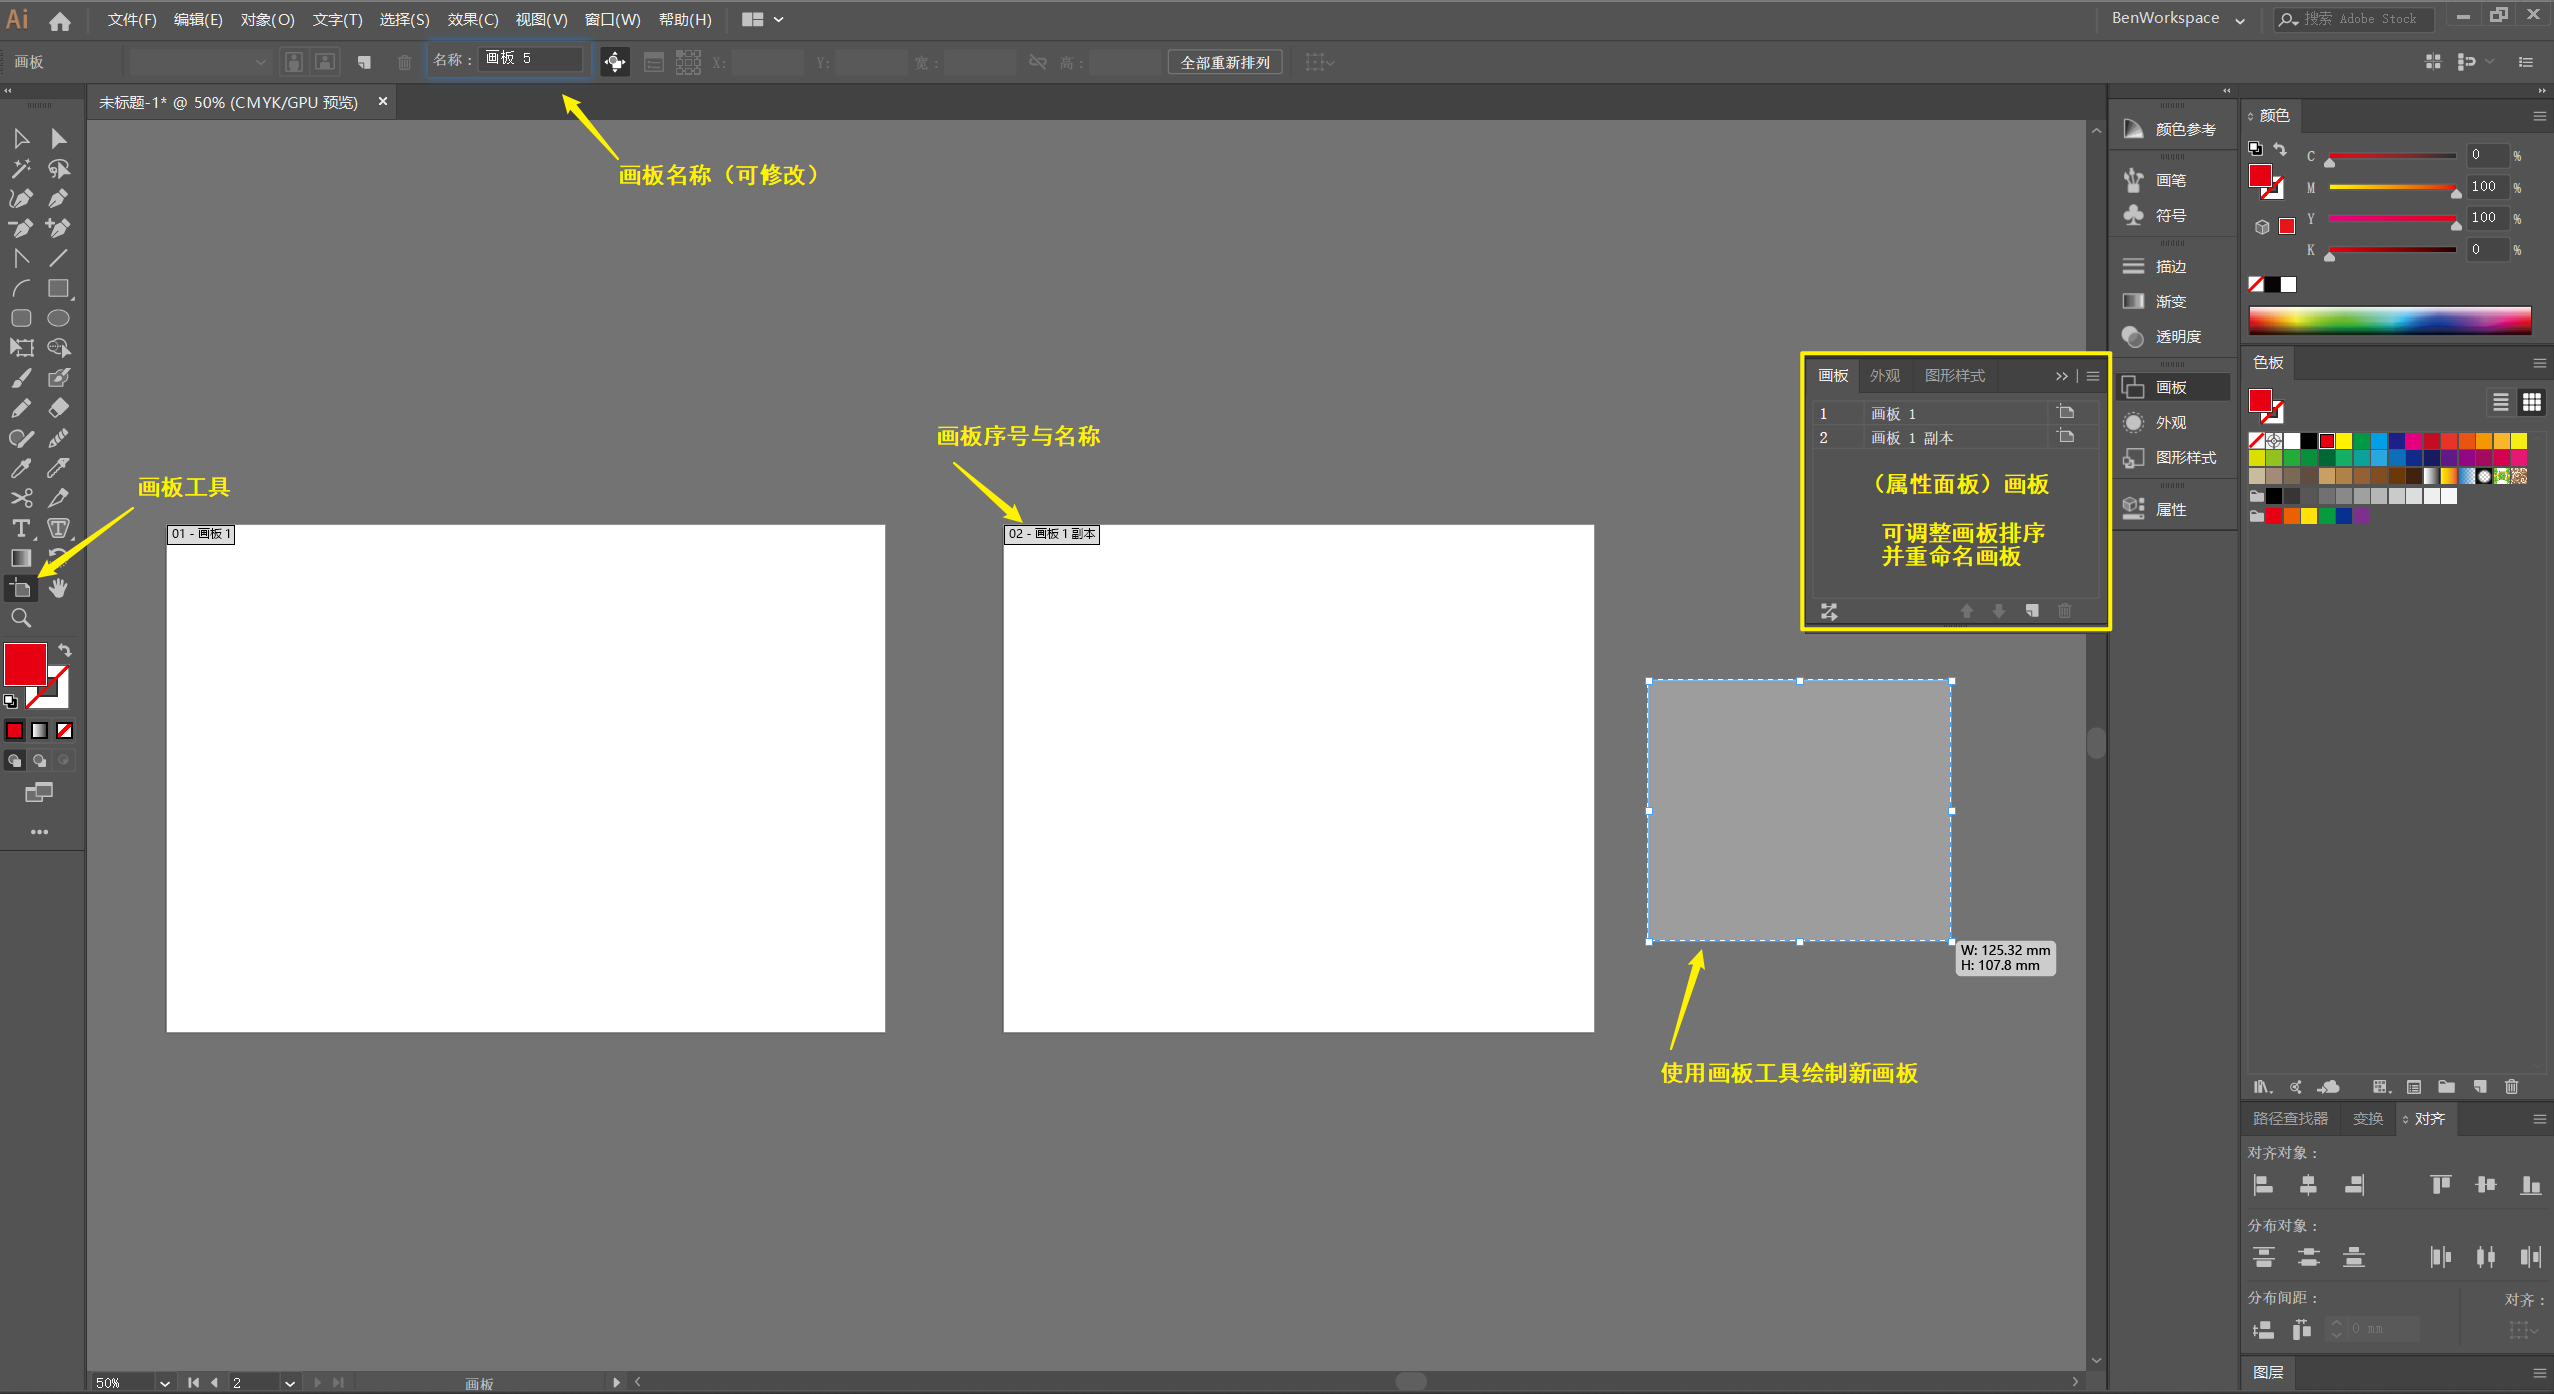 Ai 文件(F) 编辑(E) 对象(O) 文字(T) 选择(S) 效果(C) 视图(V) 窗口(W) 帮助(H) BenWorkspace 搜索 Adobe Stock
画板 名称： 画板 5 X: Y: 宽： 高： 全部重新排列
未标题-1* @ 50% (CMYK/GPU 预览) ×
画板名称（可修改）
画板序号与名称
画板工具
01 - 画板 1
02 - 画板 1 副本
画板 外观 图形样式
1 画板 1
2 画板 1 副本
（属性面板）画板
可调整画板排序
并重命名画板
W: 125.32 mm
H: 107.8 mm
使用画板工具绘制新画板
颜色参考
画笔
符号
描边
渐变
透明度
画板
外观
图形样式
属性
颜色
C 0 %
M 100 %
Y 100 %
K 0 %
色板
路径查找器 变换 对齐
对齐对象：
分布对象：
分布间距： 对齐：
0 mm
图层
50% 2 画板